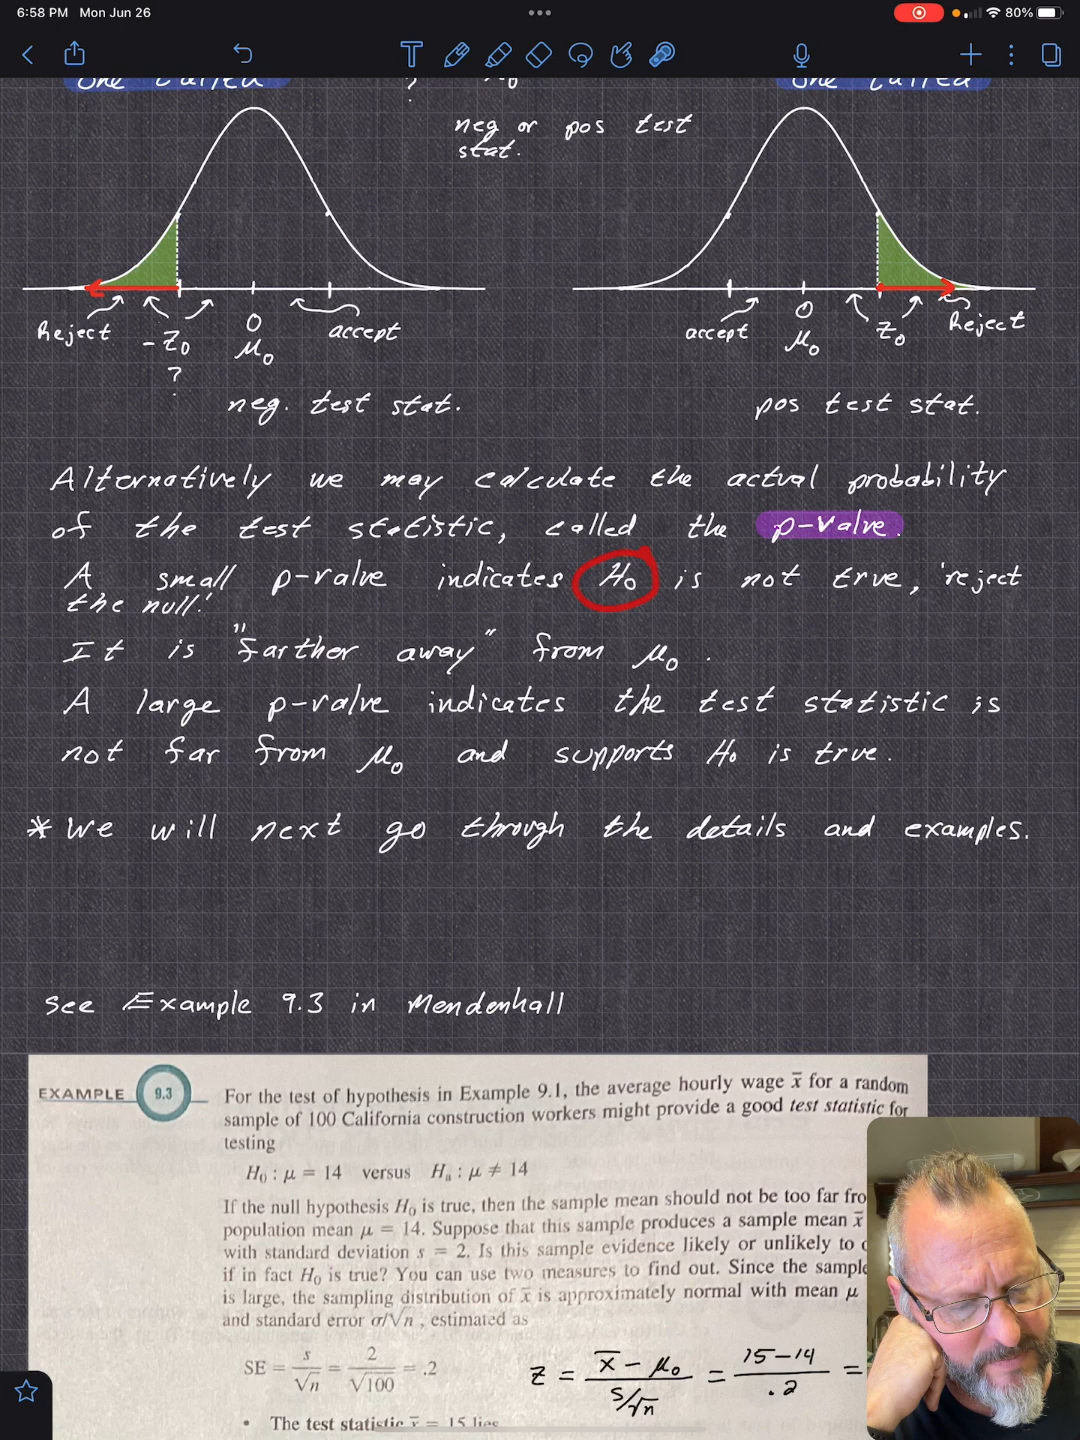 6:58 PM Mon Jun 26
80%
one tailed
?
one tailed
neg or pos test
stat.
Reject
-Z0
?
0
μ0
accept
accept
0
μ0
Z0
Reject
neg. test stat.
pos test stat.
Alternatively we may calculate the actual probability
of the test statistic, called the p-value.
A small p-value indicates H0 is not true, 'reject
the null.'
It is "farther away" from μ0.
A large p-value indicates the test statistic is
not far from μ0 and supports H0 is true.
* We will next go through the details and examples.
See Example 9.3 in Mendenhall
EXAMPLE 9.3
For the test of hypothesis in Example 9.1, the average hourly wage x̄ for a random
sample of 100 California construction workers might provide a good test statistic for
testing
H0 : μ = 14 versus Ha : μ ≠ 14
If the null hypothesis H0 is true, then the sample mean should not be too far fro
population mean μ = 14. Suppose that this sample produces a sample mean x̄
with standard deviation s = 2. Is this sample evidence likely or unlikely to
if in fact H0 is true? You can use two measures to find out. Since the sample
is large, the sampling distribution of x̄ is approximately normal with mean μ
and standard error σ/√n, estimated as
SE = s/√n = 2/√100 = .2
Z = (x̄ - μ0)/(s/√n) = (15-14)/.2 =
• The test statistic x̄ = 15 lies